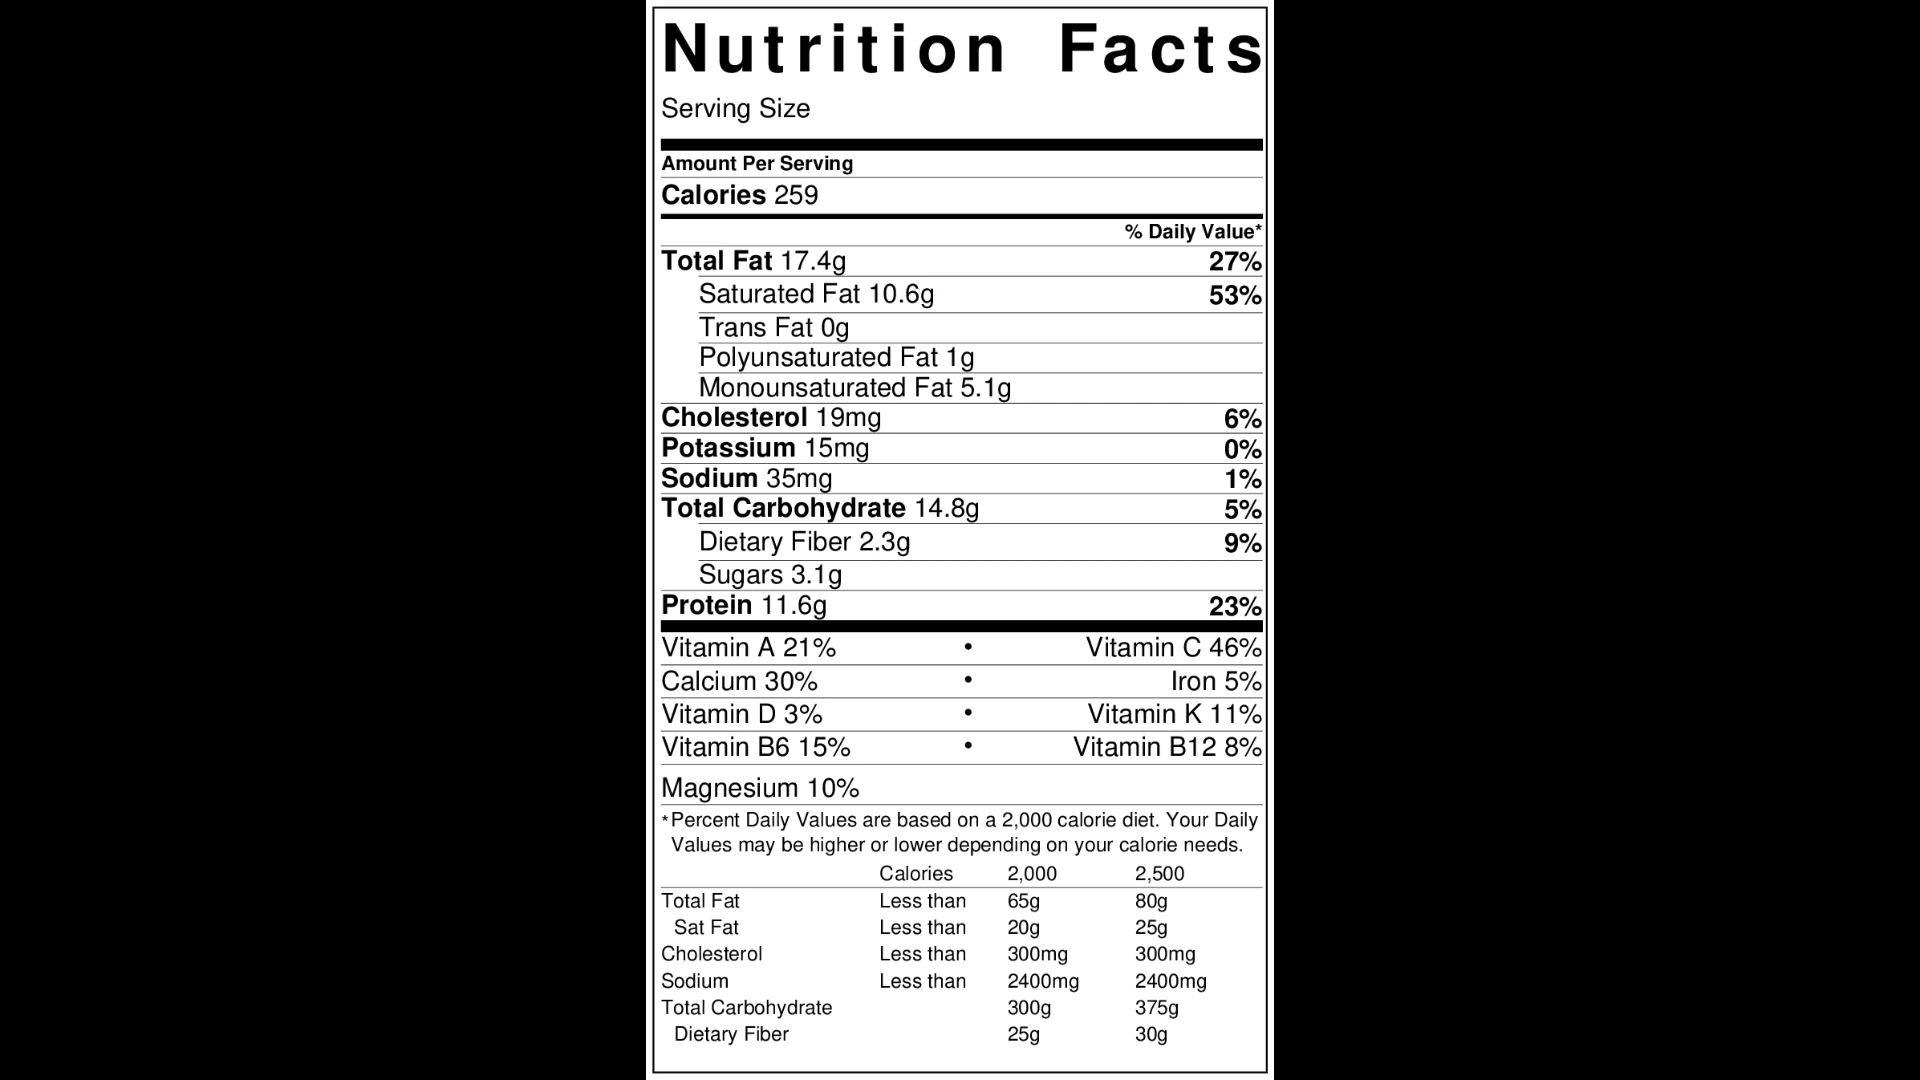 Nutrition Facts
Serving Size
Amount Per Serving
Calories 259
% Daily Value*
Total Fat 17.4g 27%
Saturated Fat 10.6g 53%
Trans Fat 0g
Polyunsaturated Fat 1g
Monounsaturated Fat 5.1g
Cholesterol 19mg 6%
Potassium 15mg 0%
Sodium 35mg 1%
Total Carbohydrate 14.8g 5%
Dietary Fiber 2.3g 9%
Sugars 3.1g
Protein 11.6g 23%
Vitamin A 21% • Vitamin C 46%
Calcium 30% • Iron 5%
Vitamin D 3% • Vitamin K 11%
Vitamin B6 15% • Vitamin B12 8%
Magnesium 10%
*Percent Daily Values are based on a 2,000 calorie diet. Your Daily
Values may be higher or lower depending on your calorie needs.
Calories 2,000 2,500
Total Fat Less than 65g 80g
Sat Fat Less than 20g 25g
Cholesterol Less than 300mg 300mg
Sodium Less than 2400mg 2400mg
Total Carbohydrate 300g 375g
Dietary Fiber 25g 30g